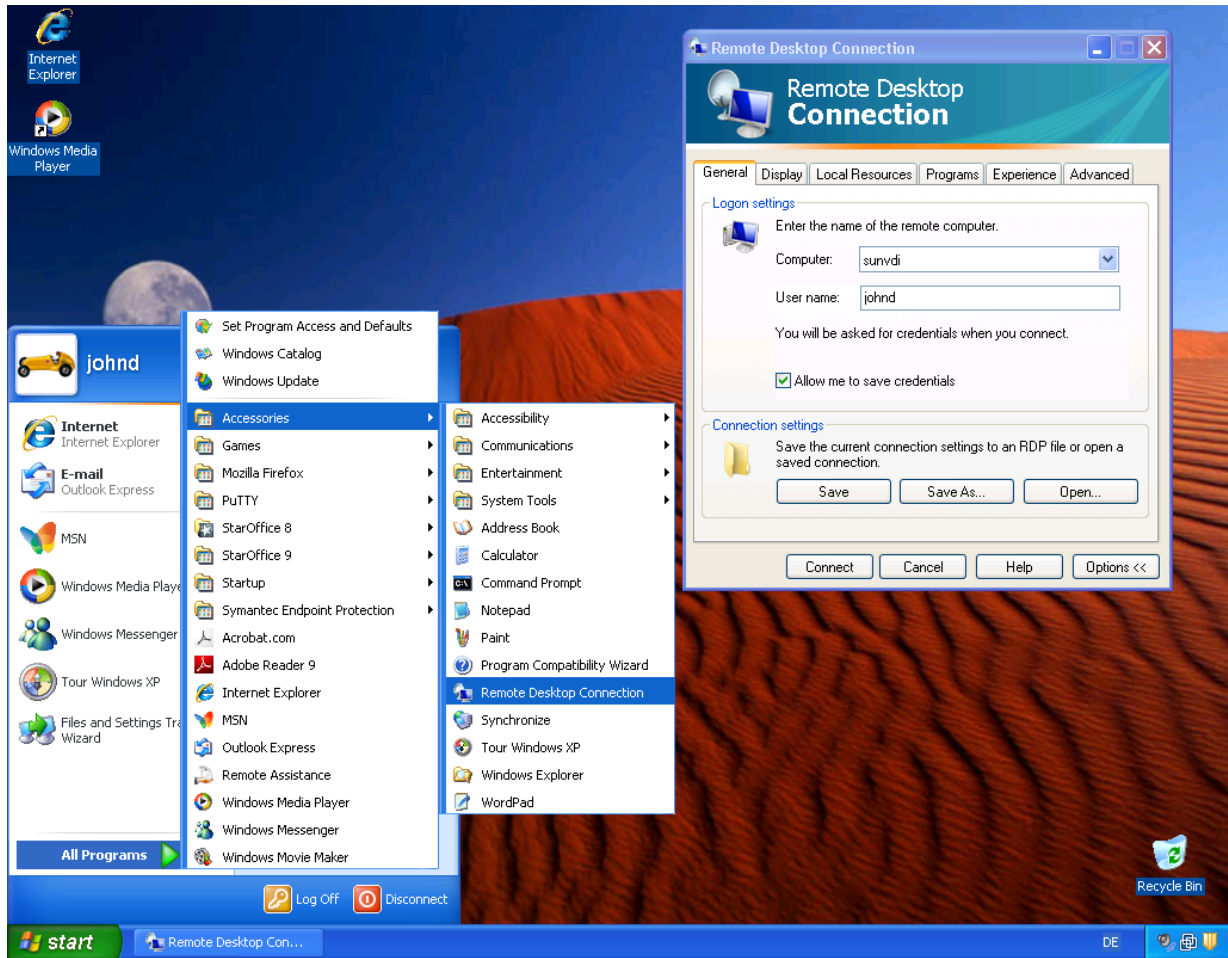 Internet
Explorer
Windows Media
Player
johnd
Internet
Internet Explorer
E-mail
Outlook Express
MSN
Windows Media Playe
Windows Messenger
Tour Windows XP
Files and Settings Tra
Wizard
All Programs
Set Program Access and Defaults
Windows Catalog
Windows Update
Accessories
Games
Mozilla Firefox
PuTTY
StarOffice 8
StarOffice 9
Startup
Symantec Endpoint Protection
Acrobat.com
Adobe Reader 9
Internet Explorer
MSN
Outlook Express
Remote Assistance
Windows Media Player
Windows Messenger
Windows Movie Maker
Accessibility
Communications
Entertainment
System Tools
Address Book
Calculator
Command Prompt
Notepad
Paint
Program Compatibility Wizard
Remote Desktop Connection
Synchronize
Tour Windows XP
Windows Explorer
WordPad
Log Off
Disconnect
Remote Desktop Connection
Remote Desktop
Connection
General Display Local Resources Programs Experience Advanced
Logon settings
Enter the name of the remote computer.
Computer: sunvdi
User name: johnd
You will be asked for credentials when you connect.
Allow me to save credentials
Connection settings
Save the current connection settings to an RDP file or open a
saved connection.
Save Save As... Open...
Connect Cancel Help Options <<
Recycle Bin
start Remote Desktop Con... DE